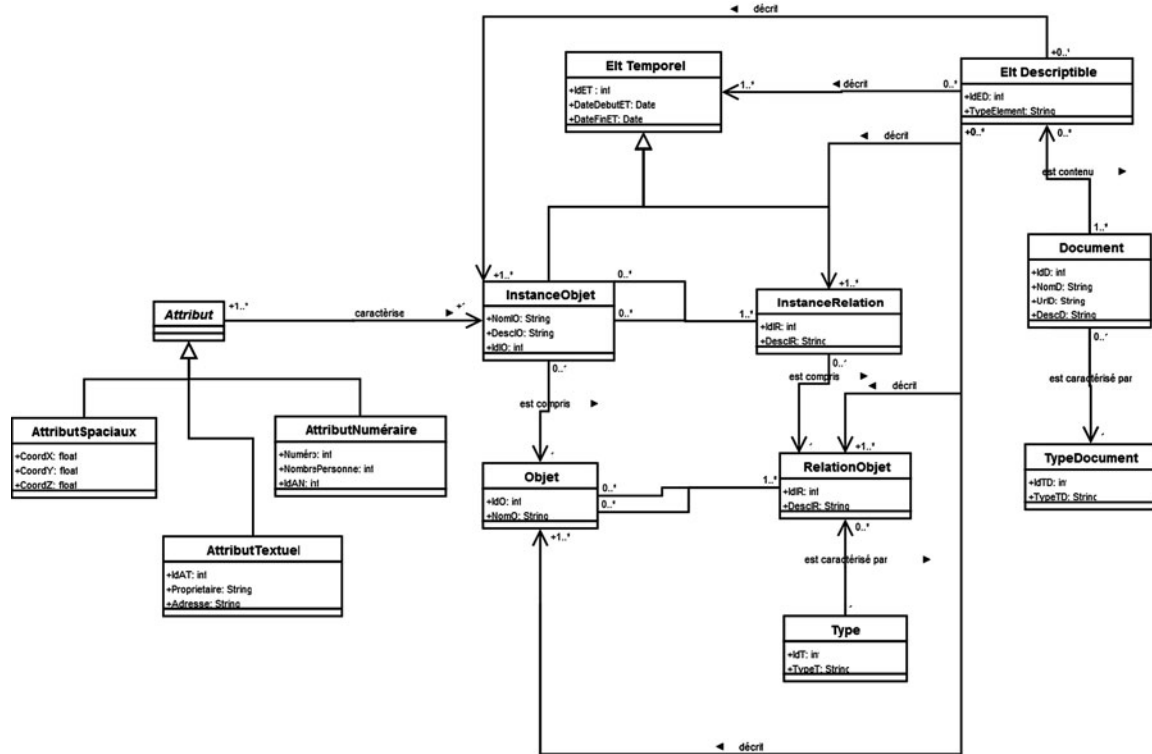 ◄ décrit
+0..*
Elt Temporel
+IdET : int
+DateDebutET: Date
+DateFinET: Date
1..*
◄ décrit
0..*
Elt Descriptible
+IdED: int
+TypeElement: String
+0..*
0..*
◄ décrit
est contenu ►
1..*
Document
+IdD: int
+NomD: String
+UrlD: String
+DescD: String
0..*
+1..*
InstanceObjet
+NomIO: String
+DescIO: String
+IdIO: int
0..*
0..*
1..*
+1..*
InstanceRelation
+IdIR: int
+DescIR: String
Attribut
+1..*
caractèrise ►
est compris ►
est compris ►
◄ décrit
est caractérisé par
AttributSpaciaux
+CoordX: float
+CoordY: float
+CoordZ: float
AttributNuméraire
+Numéro: int
+NombrePersonne: int
+IdAN: int
Objet
+IdO: int
+NomO: String
0..*
0..*
+1..*
1..*
+1..*
RelationObjet
+IdIR: int
+DescIR: String
0..*
TypeDocument
+IdTD: int
+TypeTD: String
AttributTextuel
+IdAT: int
+Proprietaire: String
+Adresse: String
est caractérisé par ►
Type
+IdT: int
+TypeT: String
◄ décrit